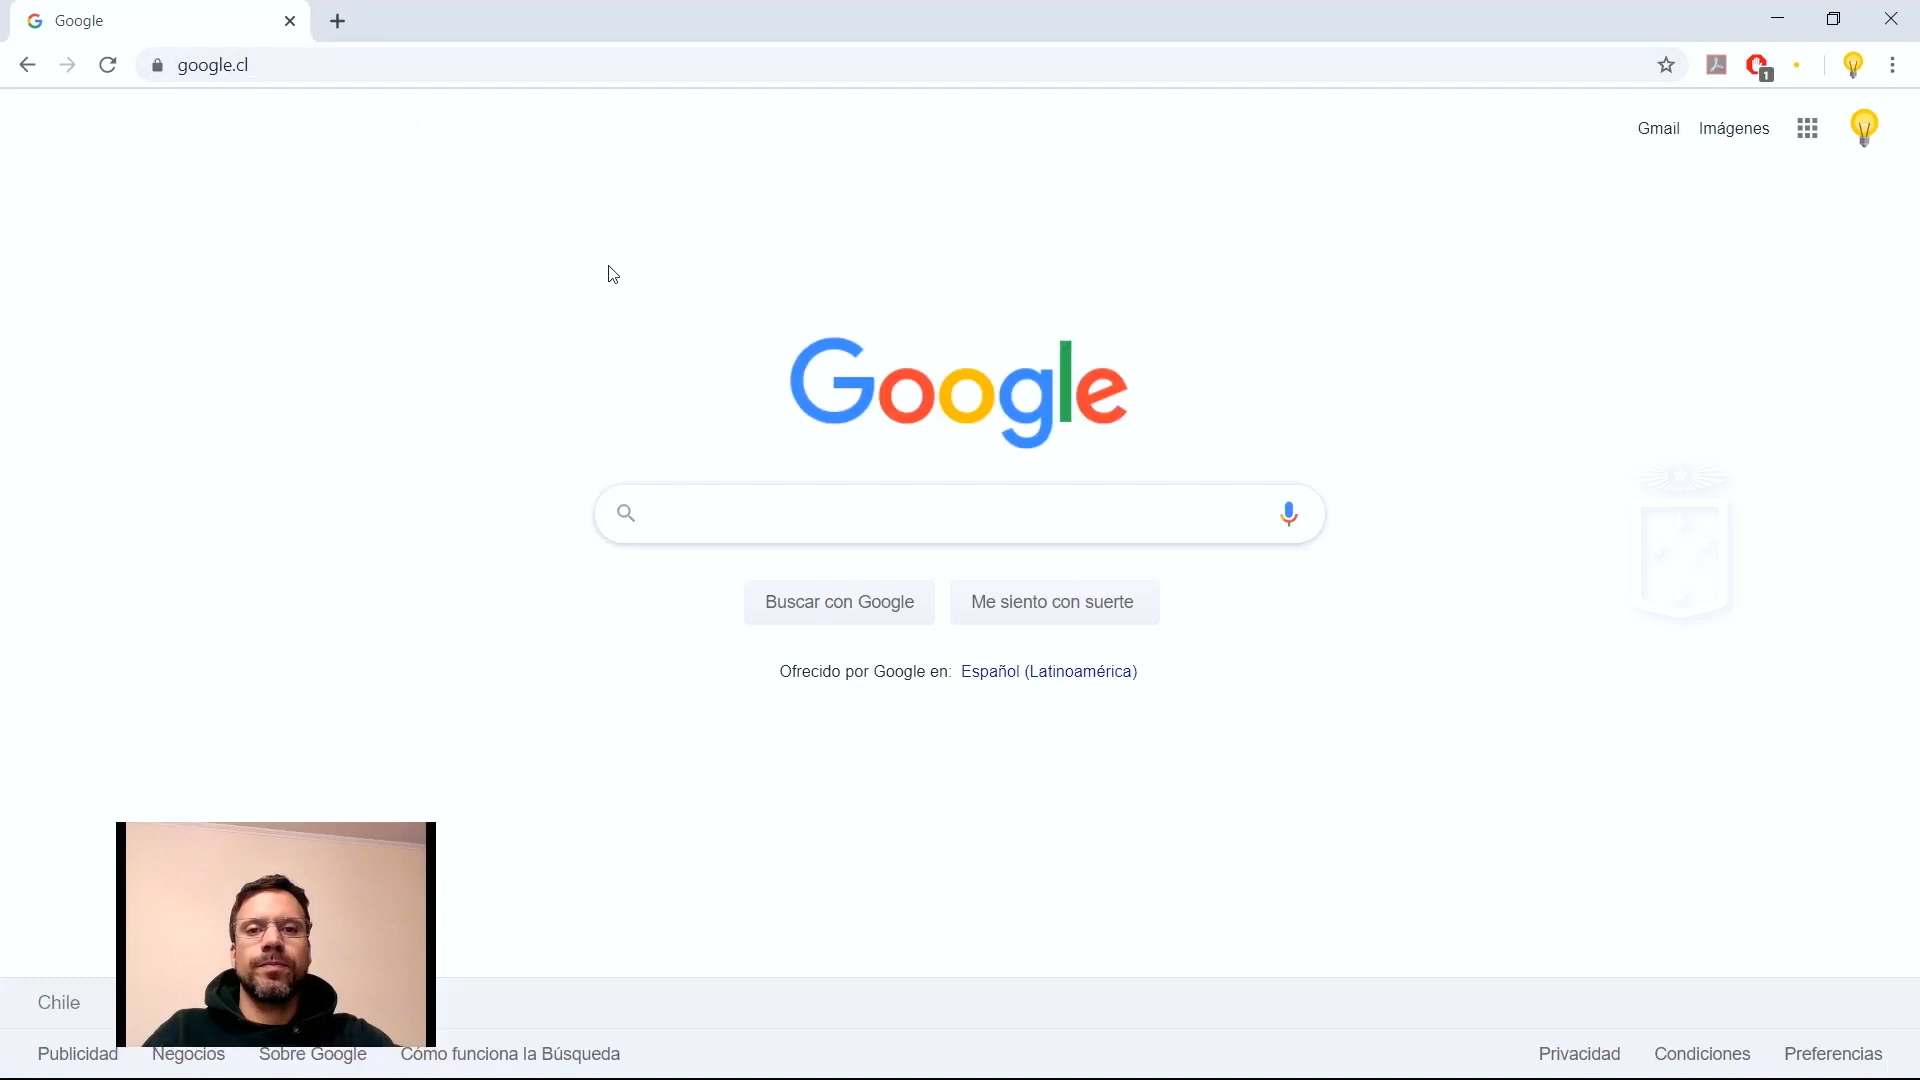 Google
google.cl
1
Gmail Imágenes
Google
Buscar con Google Me siento con suerte
Ofrecido por Google en: Español (Latinoamérica)
Chile
Publicidad Negocios Sobre Google Cómo funciona la Búsqueda Privacidad Condiciones Preferencias